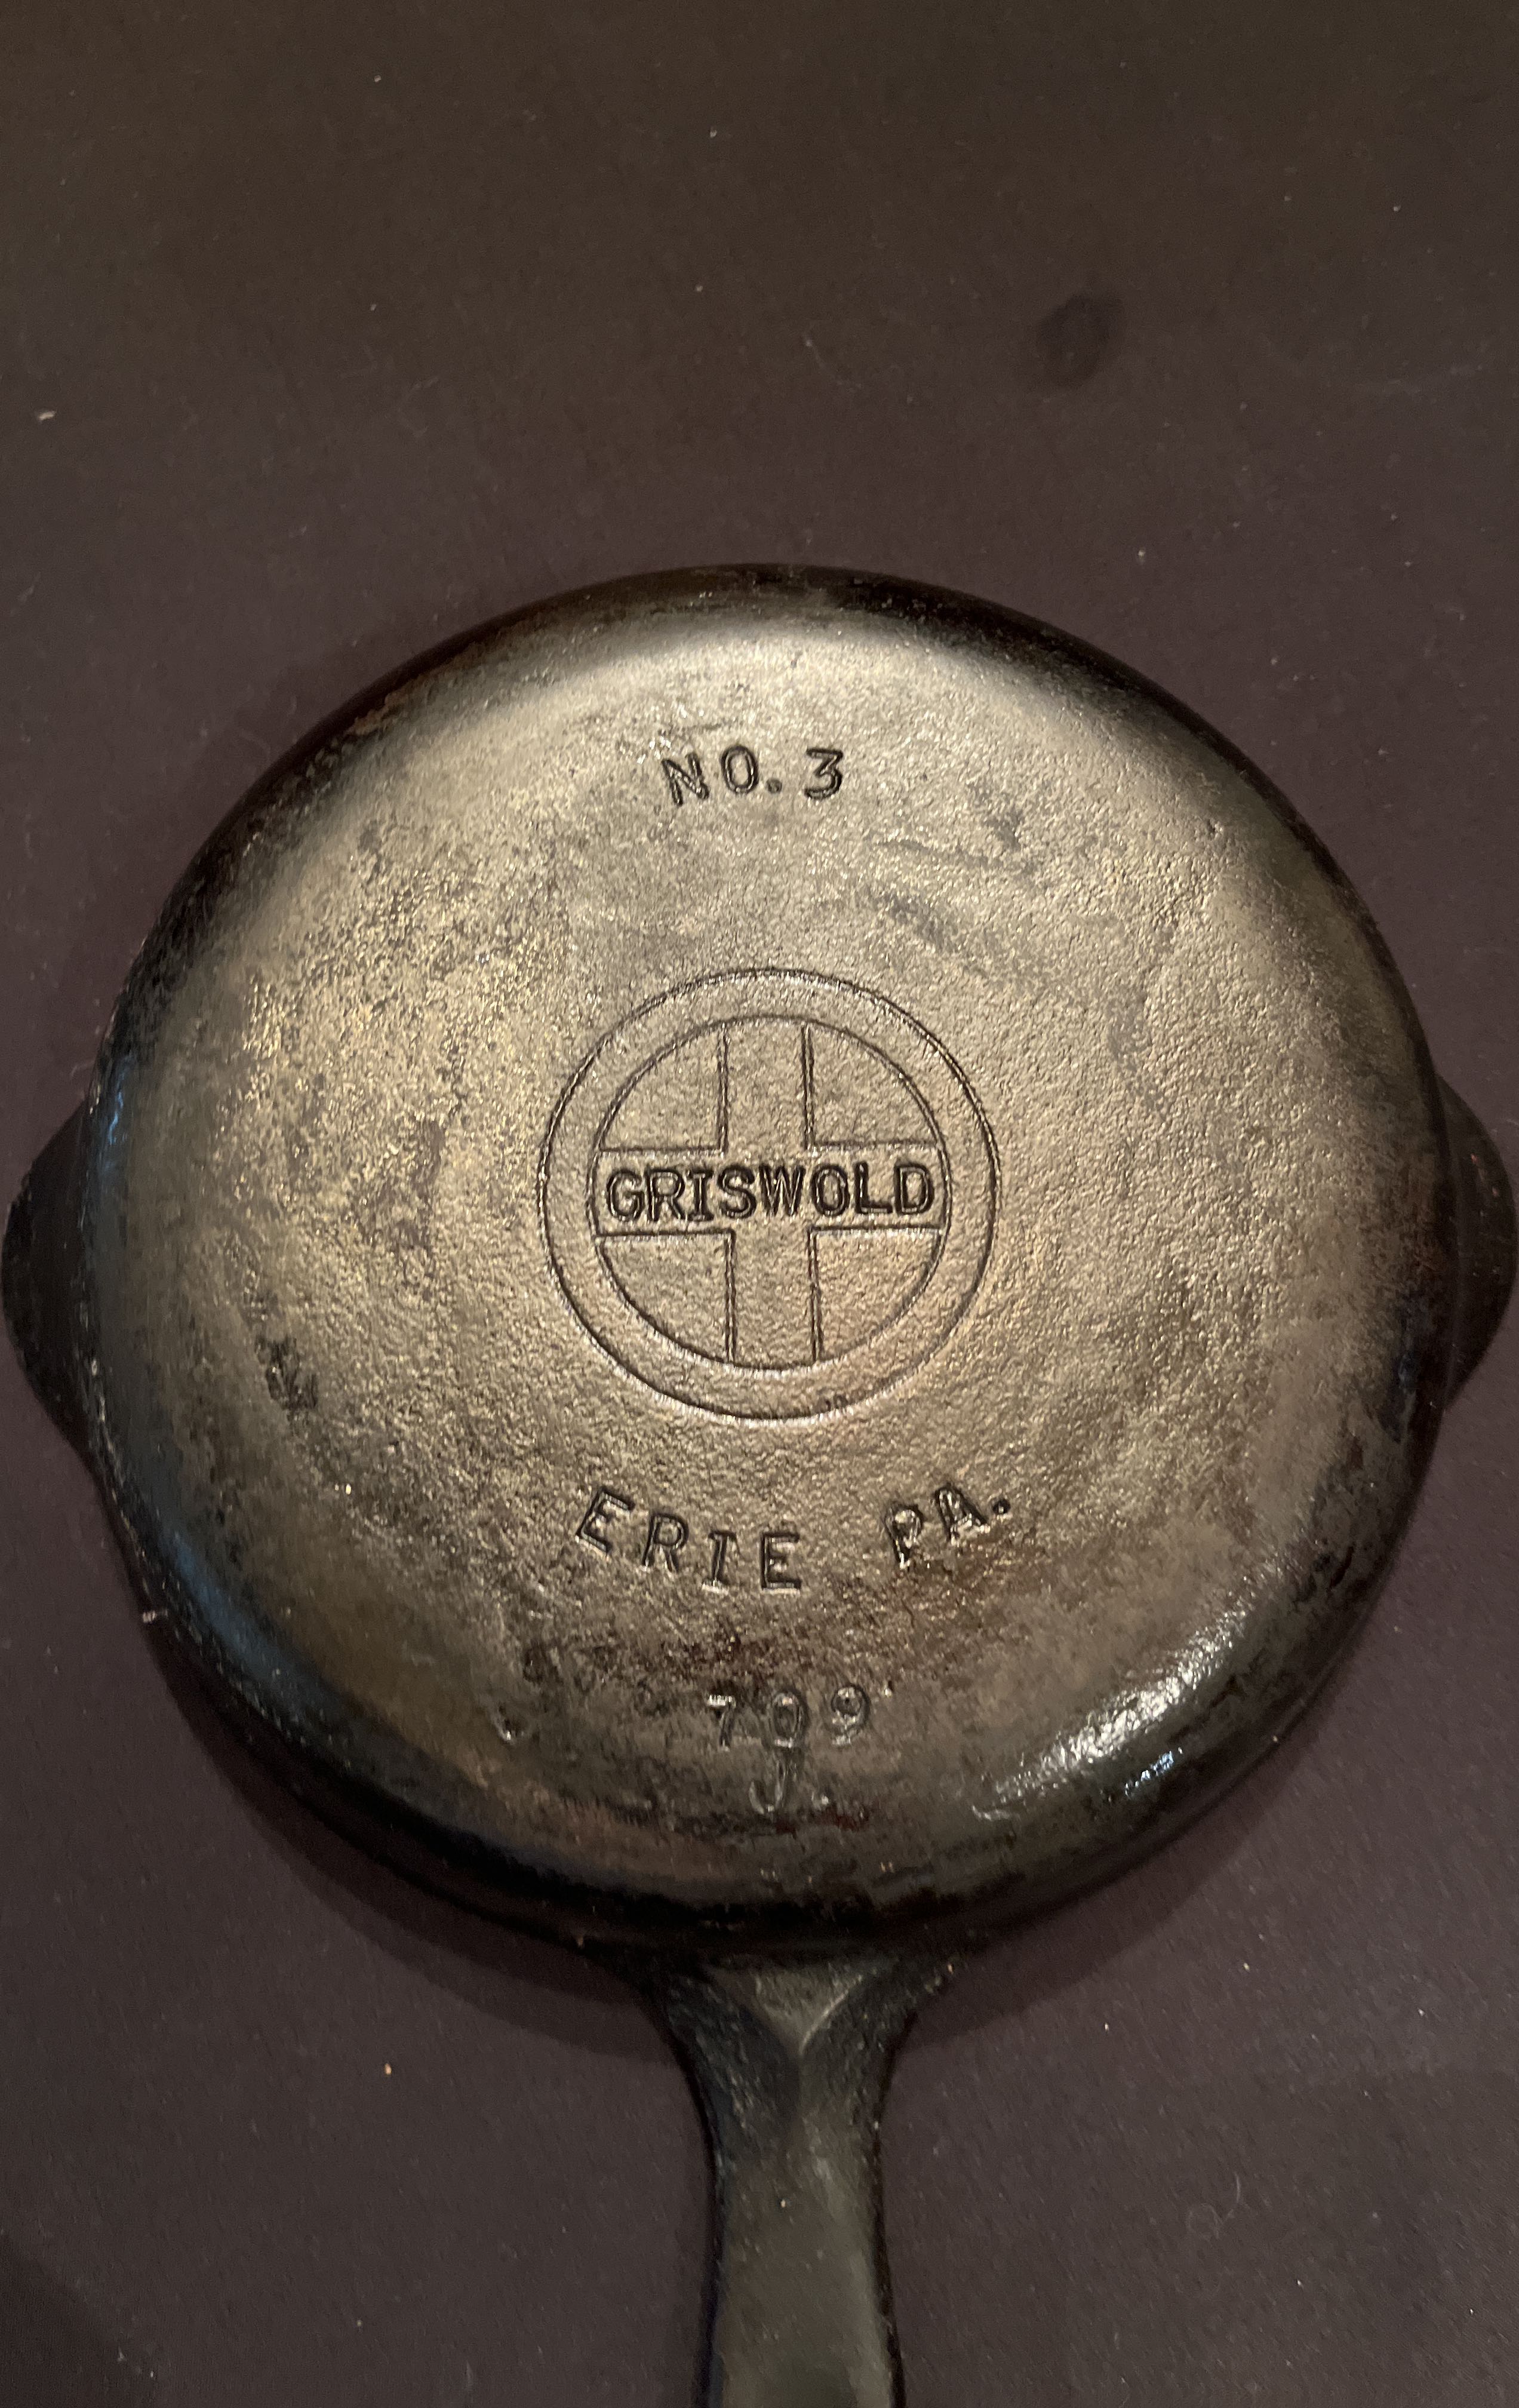 NO. 3
GRISWOLD
ERIE PA.
709
J.